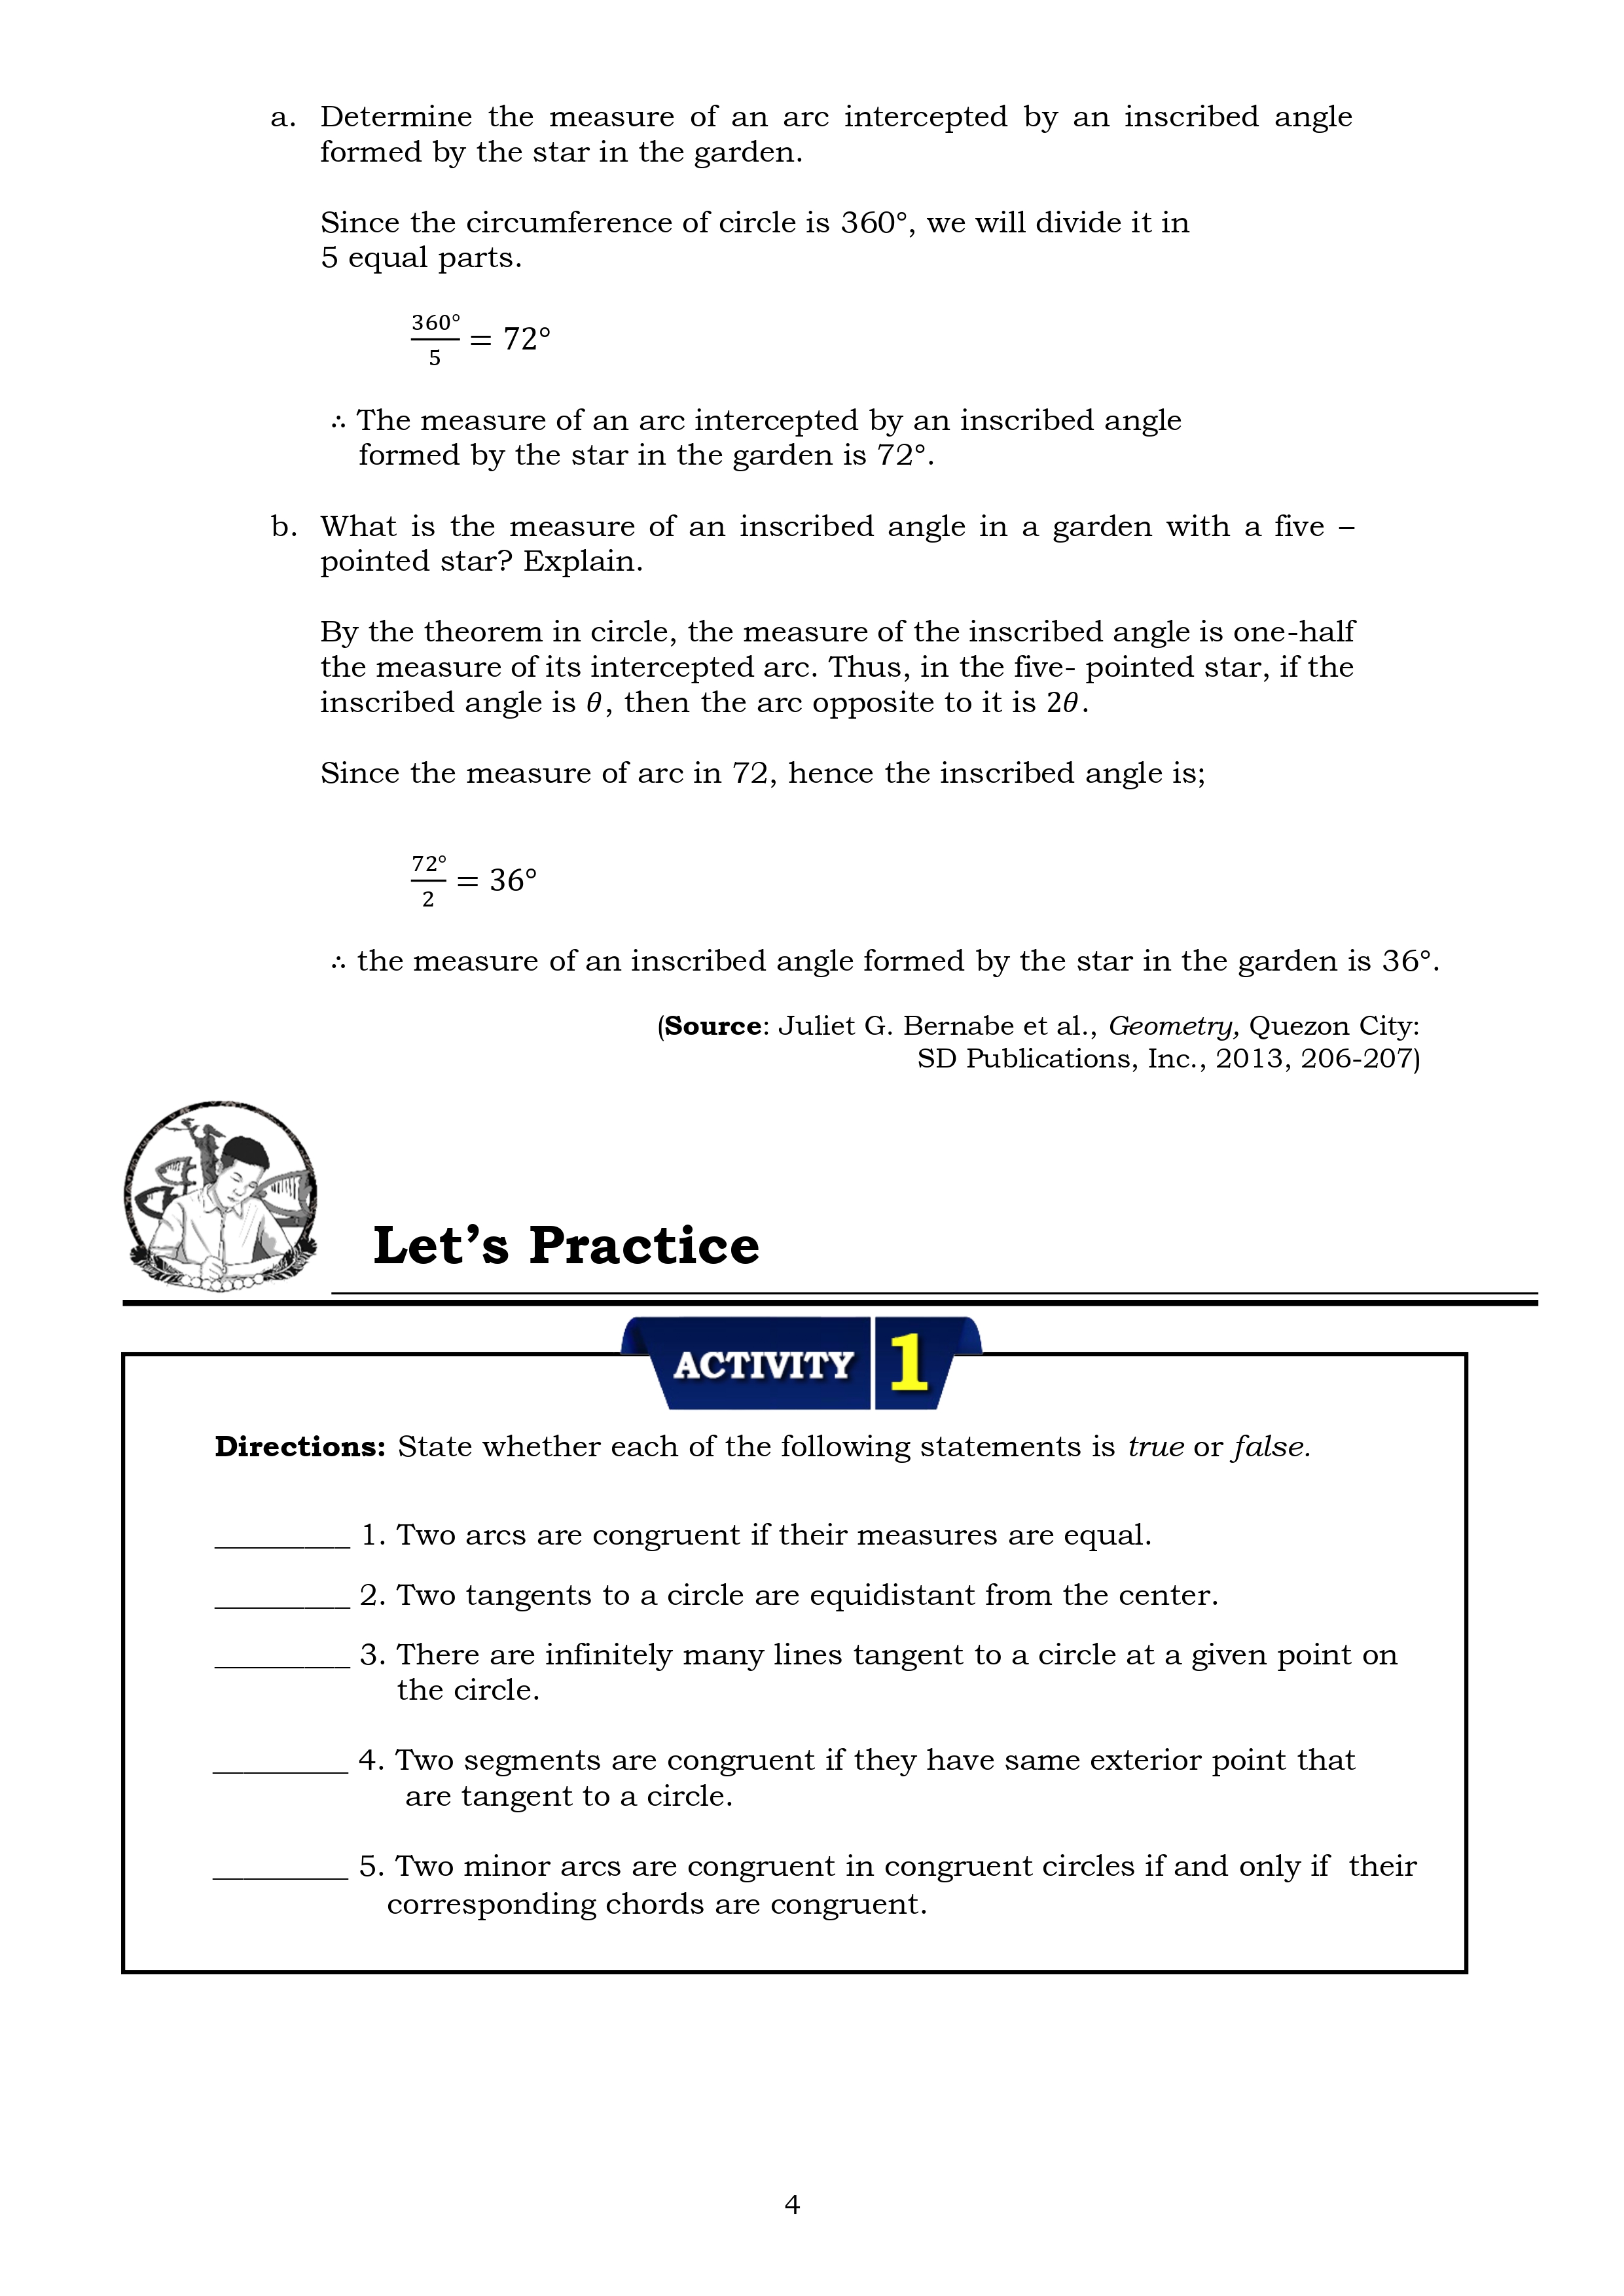 a. Determine the measure of an arc intercepted by an inscribed angle
formed by the star in the garden.
Since the circumference of circle is 360°, we will divide it in
5 equal parts.
360°/5 = 72°
∴ The measure of an arc intercepted by an inscribed angle
formed by the star in the garden is 72°.
b. What is the measure of an inscribed angle in a garden with a five –
pointed star? Explain.
By the theorem in circle, the measure of the inscribed angle is one-half
the measure of its intercepted arc. Thus, in the five- pointed star, if the
inscribed angle is θ, then the arc opposite to it is 2θ.
Since the measure of arc in 72, hence the inscribed angle is;
72°/2 = 36°
∴ the measure of an inscribed angle formed by the star in the garden is 36°.
(Source: Juliet G. Bernabe et al., Geometry, Quezon City:
SD Publications, Inc., 2013, 206-207)
Let’s Practice
ACTIVITY 1
Directions: State whether each of the following statements is true or false.
_________ 1. Two arcs are congruent if their measures are equal.
_________ 2. Two tangents to a circle are equidistant from the center.
_________ 3. There are infinitely many lines tangent to a circle at a given point on
the circle.
_________ 4. Two segments are congruent if they have same exterior point that
are tangent to a circle.
_________ 5. Two minor arcs are congruent in congruent circles if and only if their
corresponding chords are congruent.
4